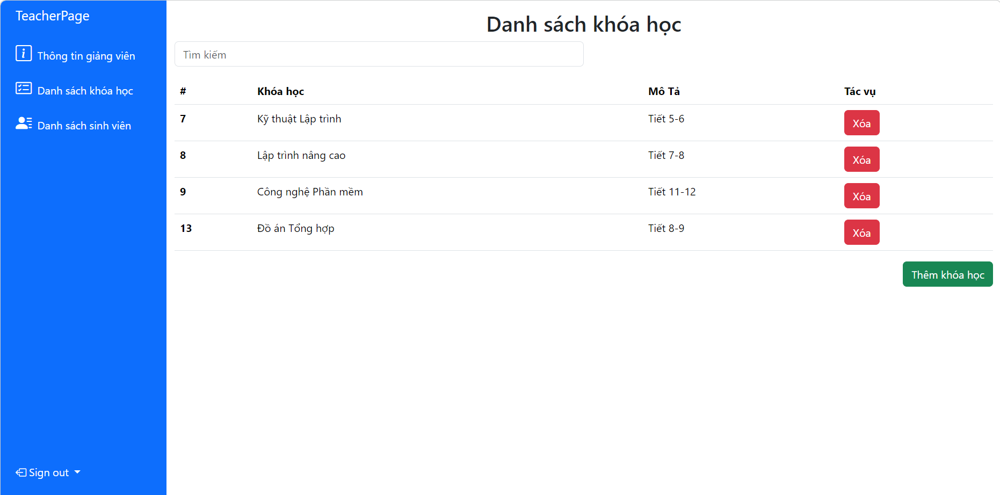 TeacherPage
Thông tin giảng viên
Danh sách khóa học
Danh sách sinh viên
Sign out
Danh sách khóa học
Tìm kiếm
# Khóa học Mô Tả Tác vụ
7 Kỹ thuật Lập trình Tiết 5-6 Xóa
8 Lập trình nâng cao Tiết 7-8 Xóa
9 Công nghệ Phần mềm Tiết 11-12 Xóa
13 Đồ án Tổng hợp Tiết 8-9 Xóa
Thêm khóa học